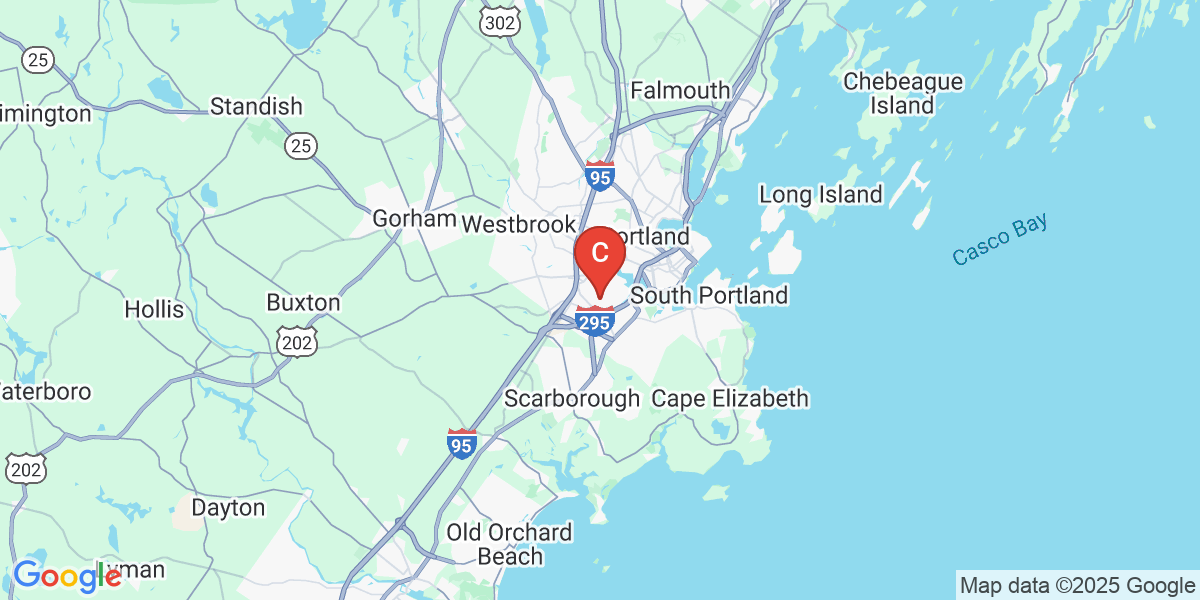 302
25
Falmouth
Chebeague
Island
Standish
imington
25
95
Long Island
Gorham
Westbrook
Casco Bay
ortland
C
South Portland
Hollis
Buxton
295
202
aterboro
Scarborough
Cape Elizabeth
95
202
Dayton
Old Orchard
Beach
Lyman
Google
Map data ©2025 Google